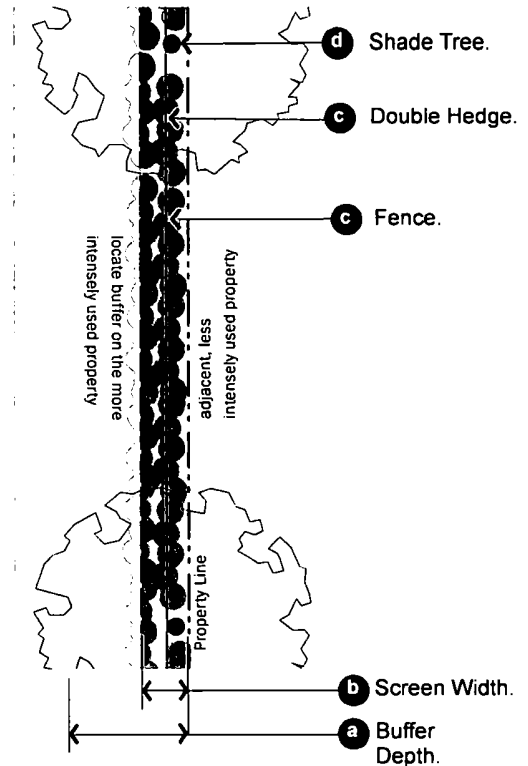 d Shade Tree.
c Double Hedge.
c Fence.
locate buffer on the more
intensely used property
adjacent, less
intensely used property
Property Line
b Screen Width.
a Buffer
Depth.